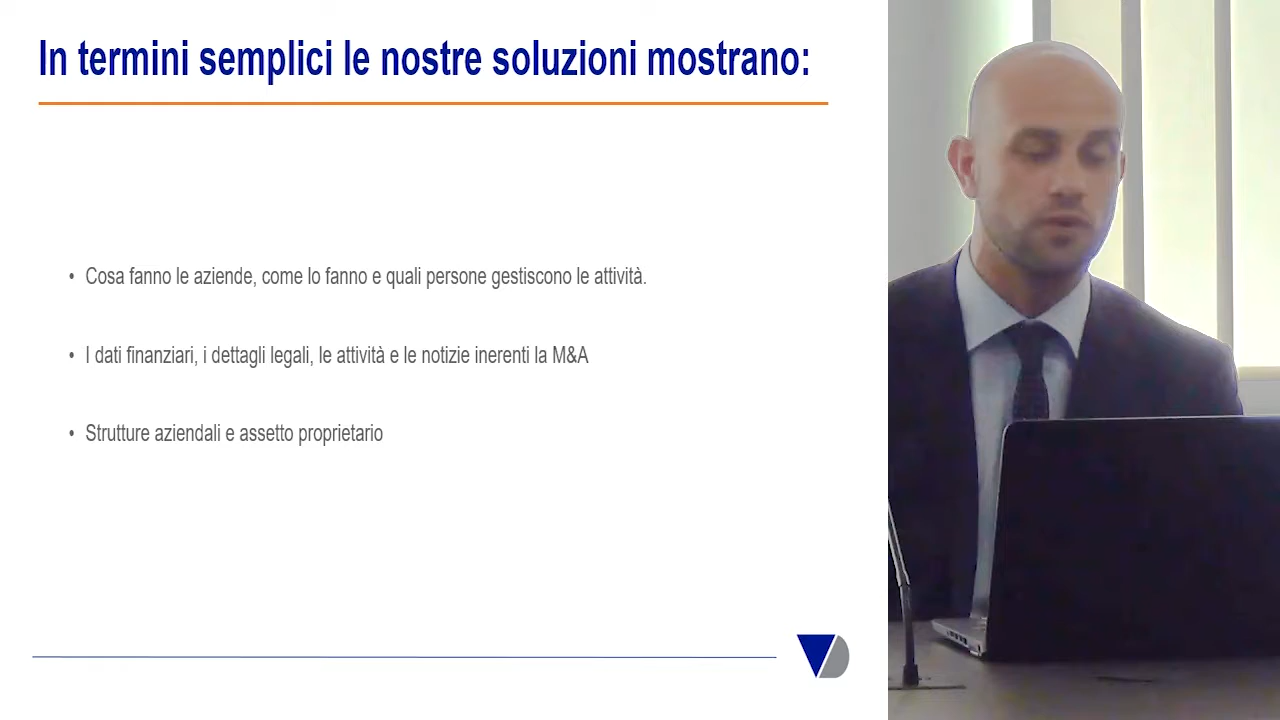 In termini semplici le nostre soluzioni mostrano:
• Cosa fanno le aziende, come lo fanno e quali persone gestiscono le attività.
• I dati finanziari, i dettagli legali, le attività e le notizie inerenti la M&A
• Strutture aziendali e assetto proprietario